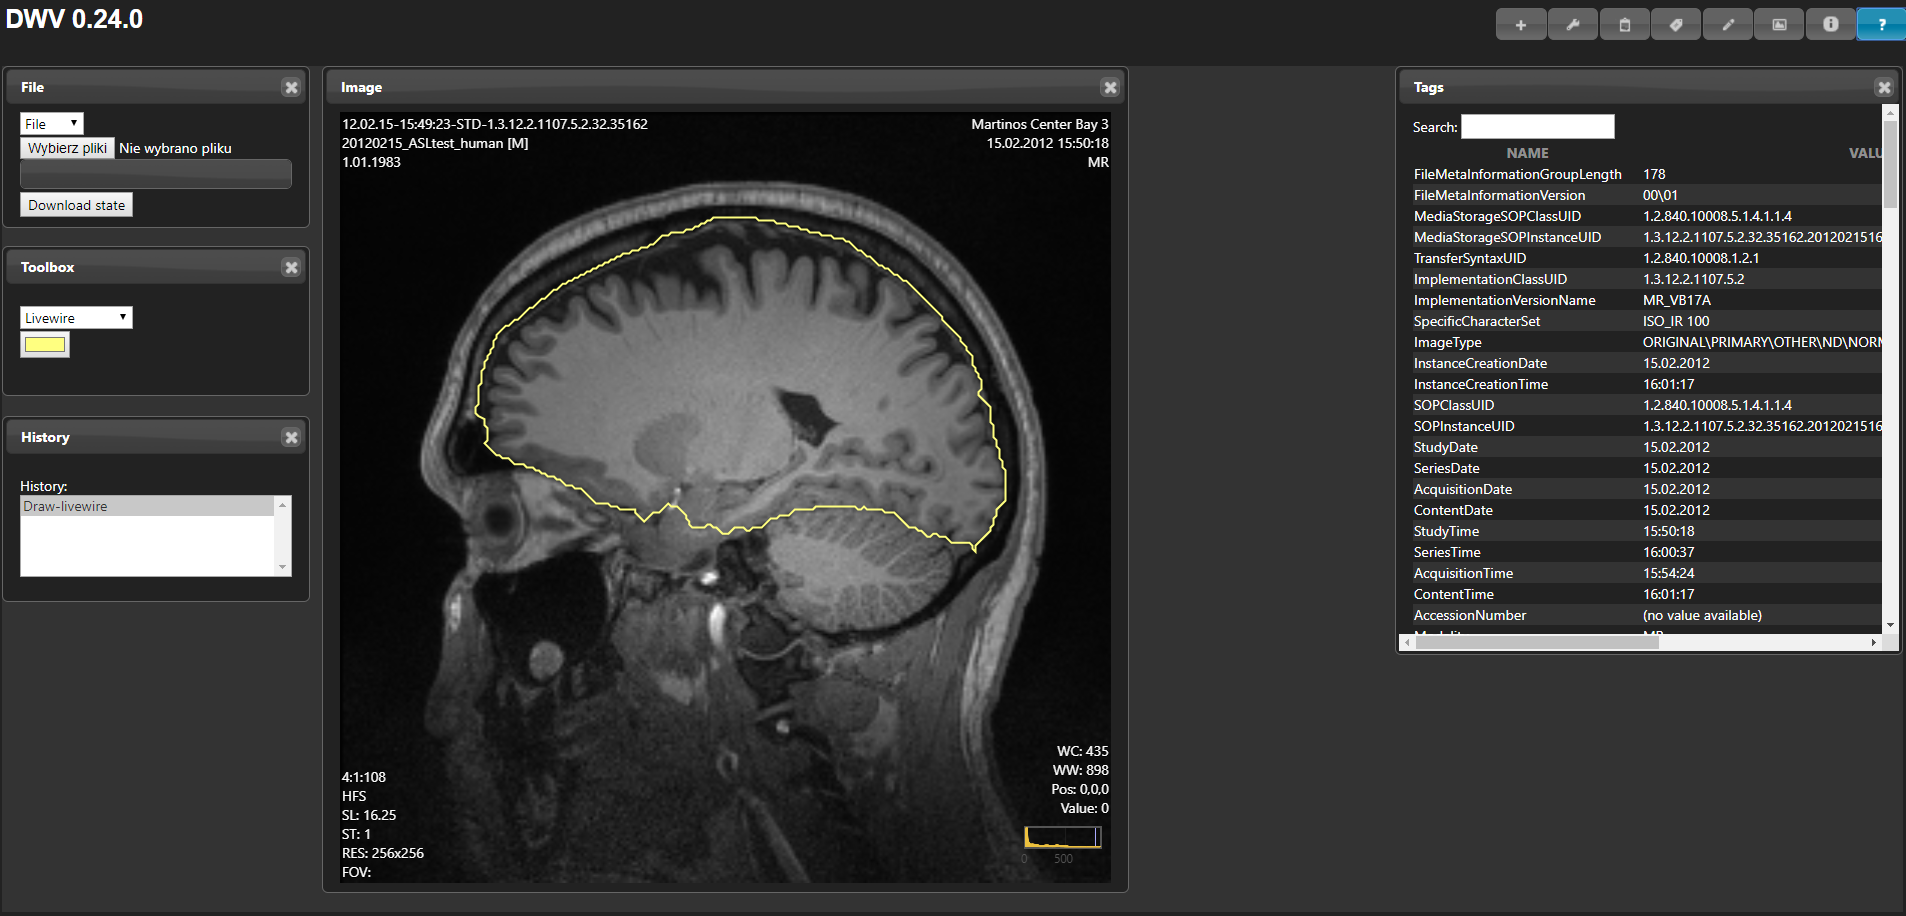 DWV 0.24.0
File
File
Wybierz pliki Nie wybrano pliku
Download state
Toolbox
Livewire
History
History:
Draw-livewire
Image
12.02.15-15:49:23-STD-1.3.12.2.1107.5.2.32.35162
20120215_ASLtest_human [M]
1.01.1983
Martinos Center Bay 3
15.02.2012 15:50:18
MR
4:1:108
HFS
SL: 16.25
ST: 1
RES: 256x256
FOV:
WC: 435
WW: 898
Pos: 0,0,0
Value: 0
0 500
Tags
Search:
NAME VALU
FileMetaInformationGroupLength 178
FileMetaInformationVersion 00\01
MediaStorageSOPClassUID 1.2.840.10008.5.1.4.1.1.4
MediaStorageSOPInstanceUID 1.3.12.2.1107.5.2.32.35162.2012021516
TransferSyntaxUID 1.2.840.10008.1.2.1
ImplementationClassUID 1.3.12.2.1107.5.2
ImplementationVersionName MR_VB17A
SpecificCharacterSet ISO_IR 100
ImageType ORIGINAL\PRIMARY\OTHER\ND\NORM
InstanceCreationDate 15.02.2012
InstanceCreationTime 16:01:17
SOPClassUID 1.2.840.10008.5.1.4.1.1.4
SOPInstanceUID 1.3.12.2.1107.5.2.32.35162.2012021516
StudyDate 15.02.2012
SeriesDate 15.02.2012
AcquisitionDate 15.02.2012
ContentDate 15.02.2012
StudyTime 15:50:18
SeriesTime 16:00:37
AcquisitionTime 15:54:24
ContentTime 16:01:17
AccessionNumber (no value available)